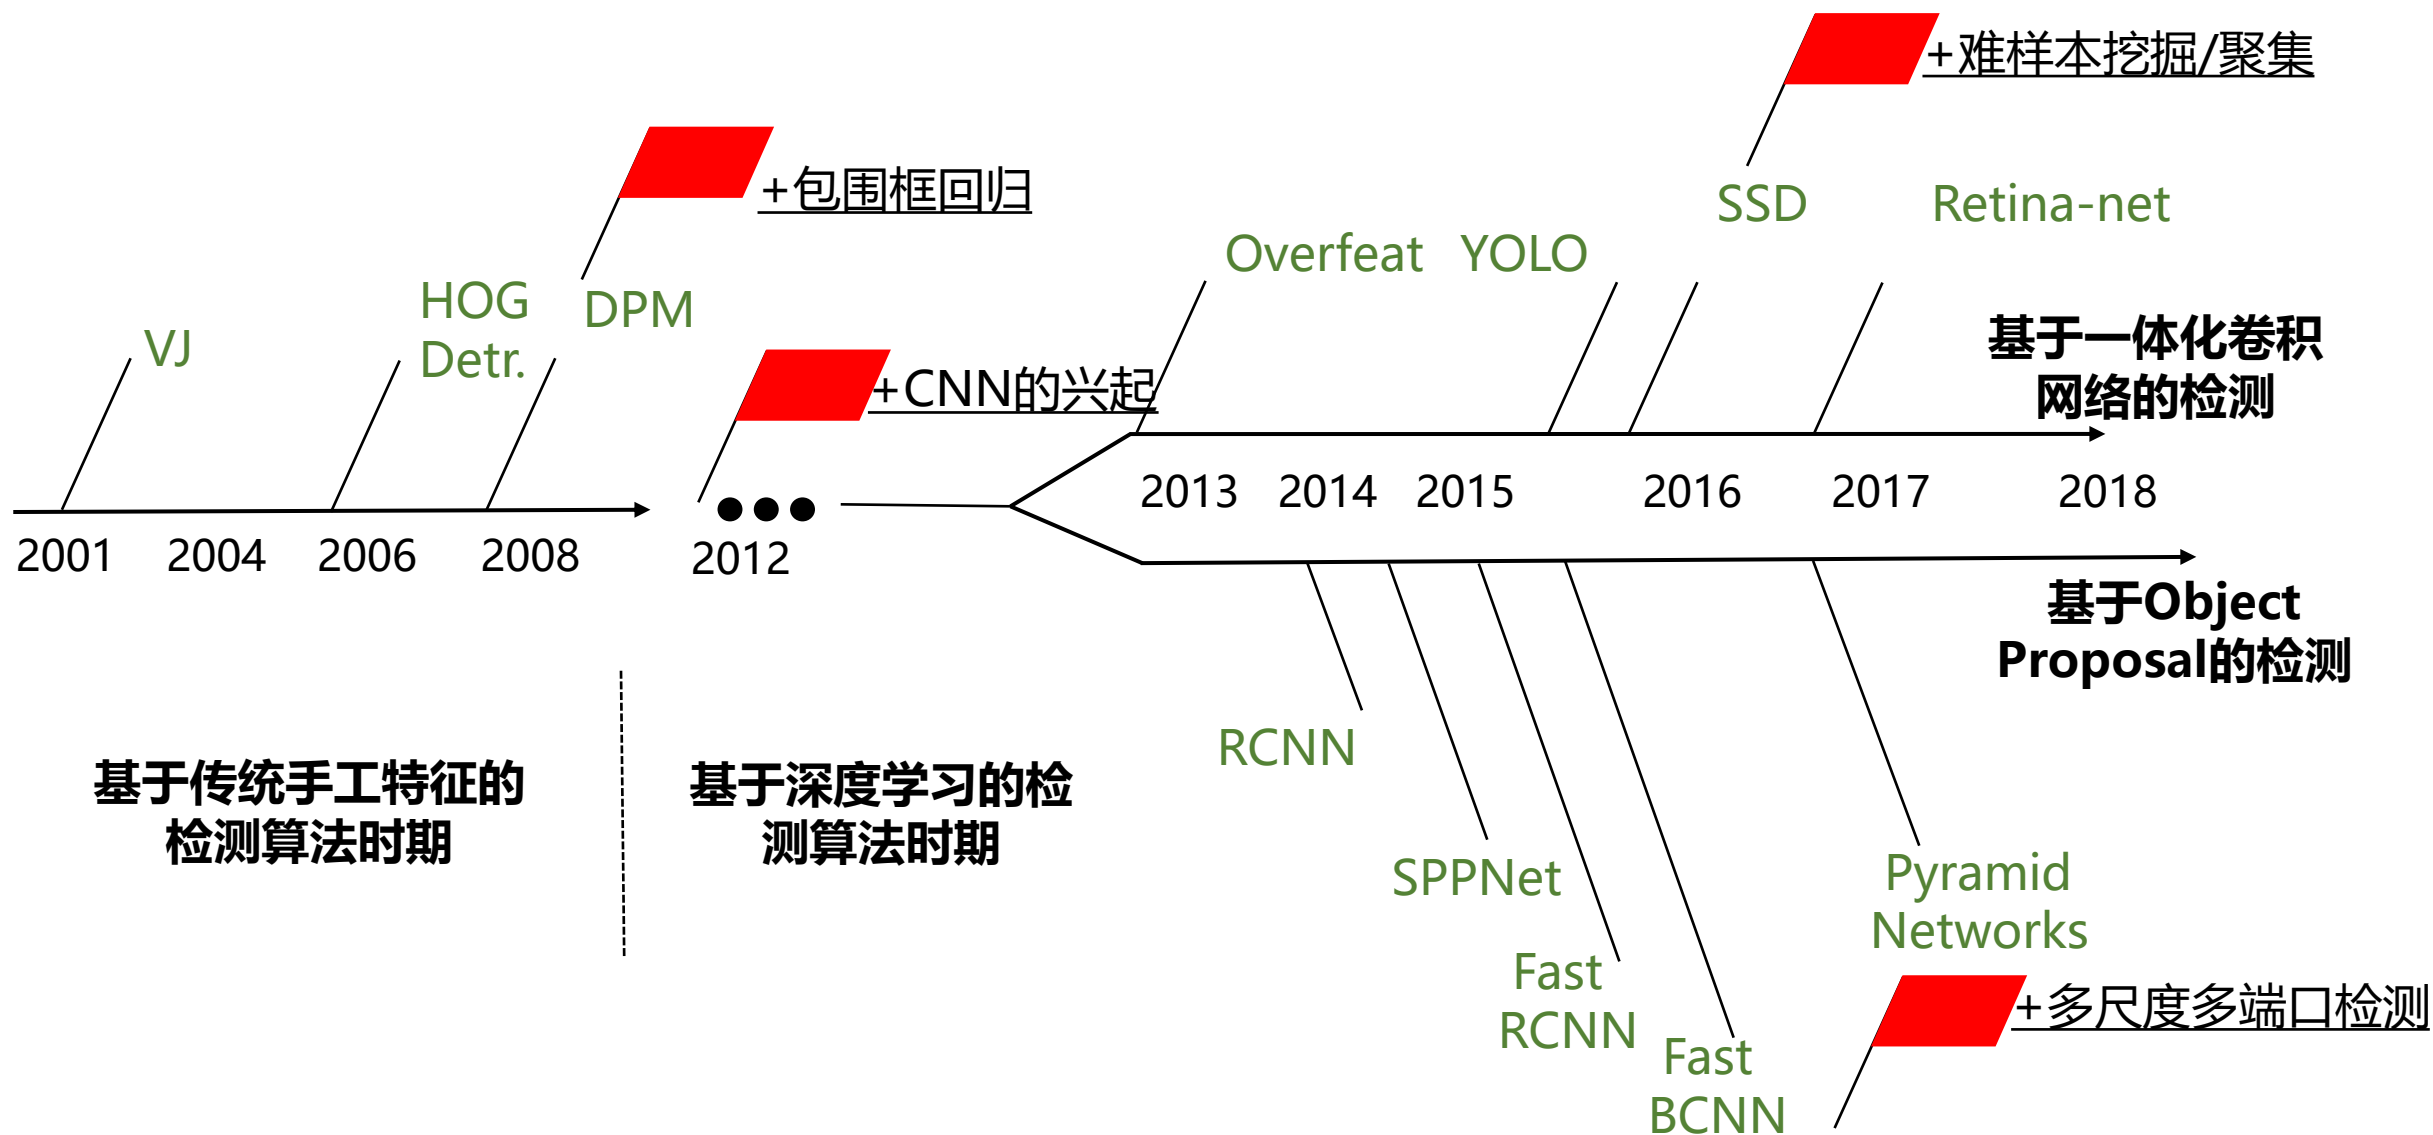 +难样本挖掘/聚集
+包围框回归
SSD
Retina-net
Overfeat
YOLO
HOG
Detr.
DPM
VJ
+CNN的兴起
基于一体化卷积
网络的检测
2013
2014
2015
2016
2017
2018
2001
2004
2006
2008
2012
基于Object
Proposal的检测
RCNN
基于传统手工特征的
检测算法时期
基于深度学习的检
测算法时期
SPPNet
Pyramid
Networks
Fast
RCNN
+多尺度多端口检测
Fast
BCNN